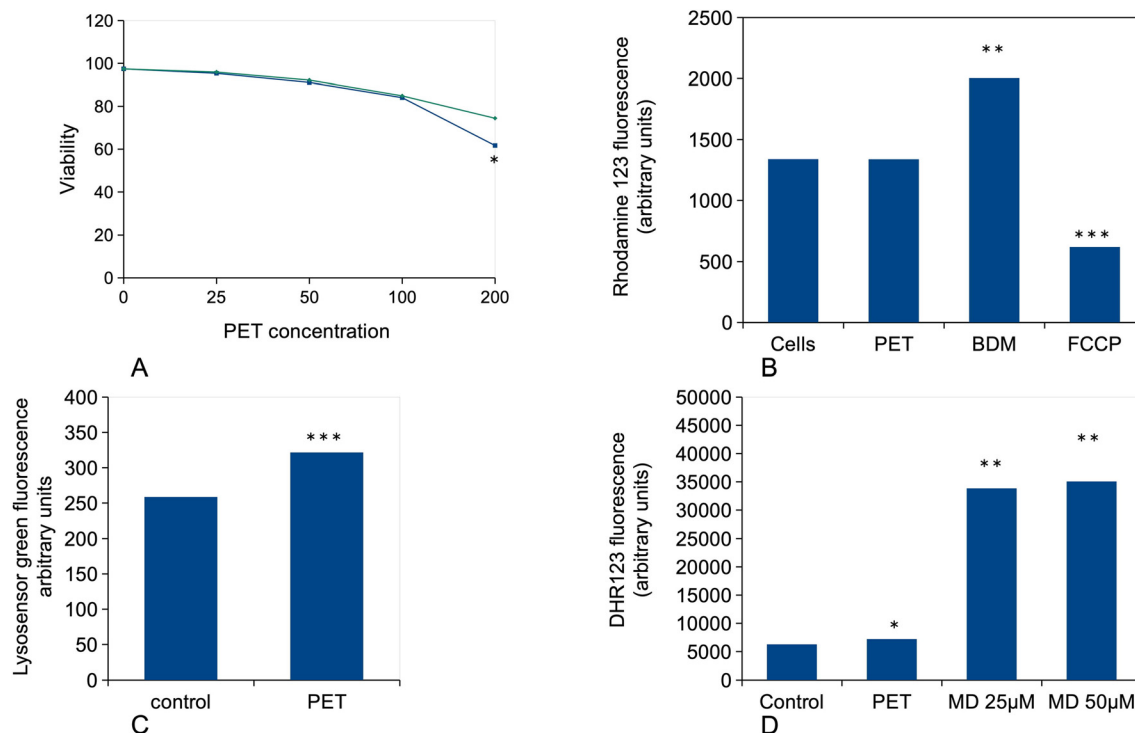 120
100
80
60
40
20
0
Viability
*
0 25 50 100 200
PET concentration
A
2500
2000
1500
1000
500
0
Rhodamine 123 fluorescence
(arbitrary units)
**
***
Cells PET BDM FCCP
B
400
350
300
250
200
150
100
50
0
Lysosensor green fluorescence
arbitrary units
***
control PET
C
50000
45000
40000
35000
30000
25000
20000
15000
10000
5000
0
DHR123 fluorescence
(arbitrary units)
*
**
**
Control PET MD 25µM MD 50µM
D